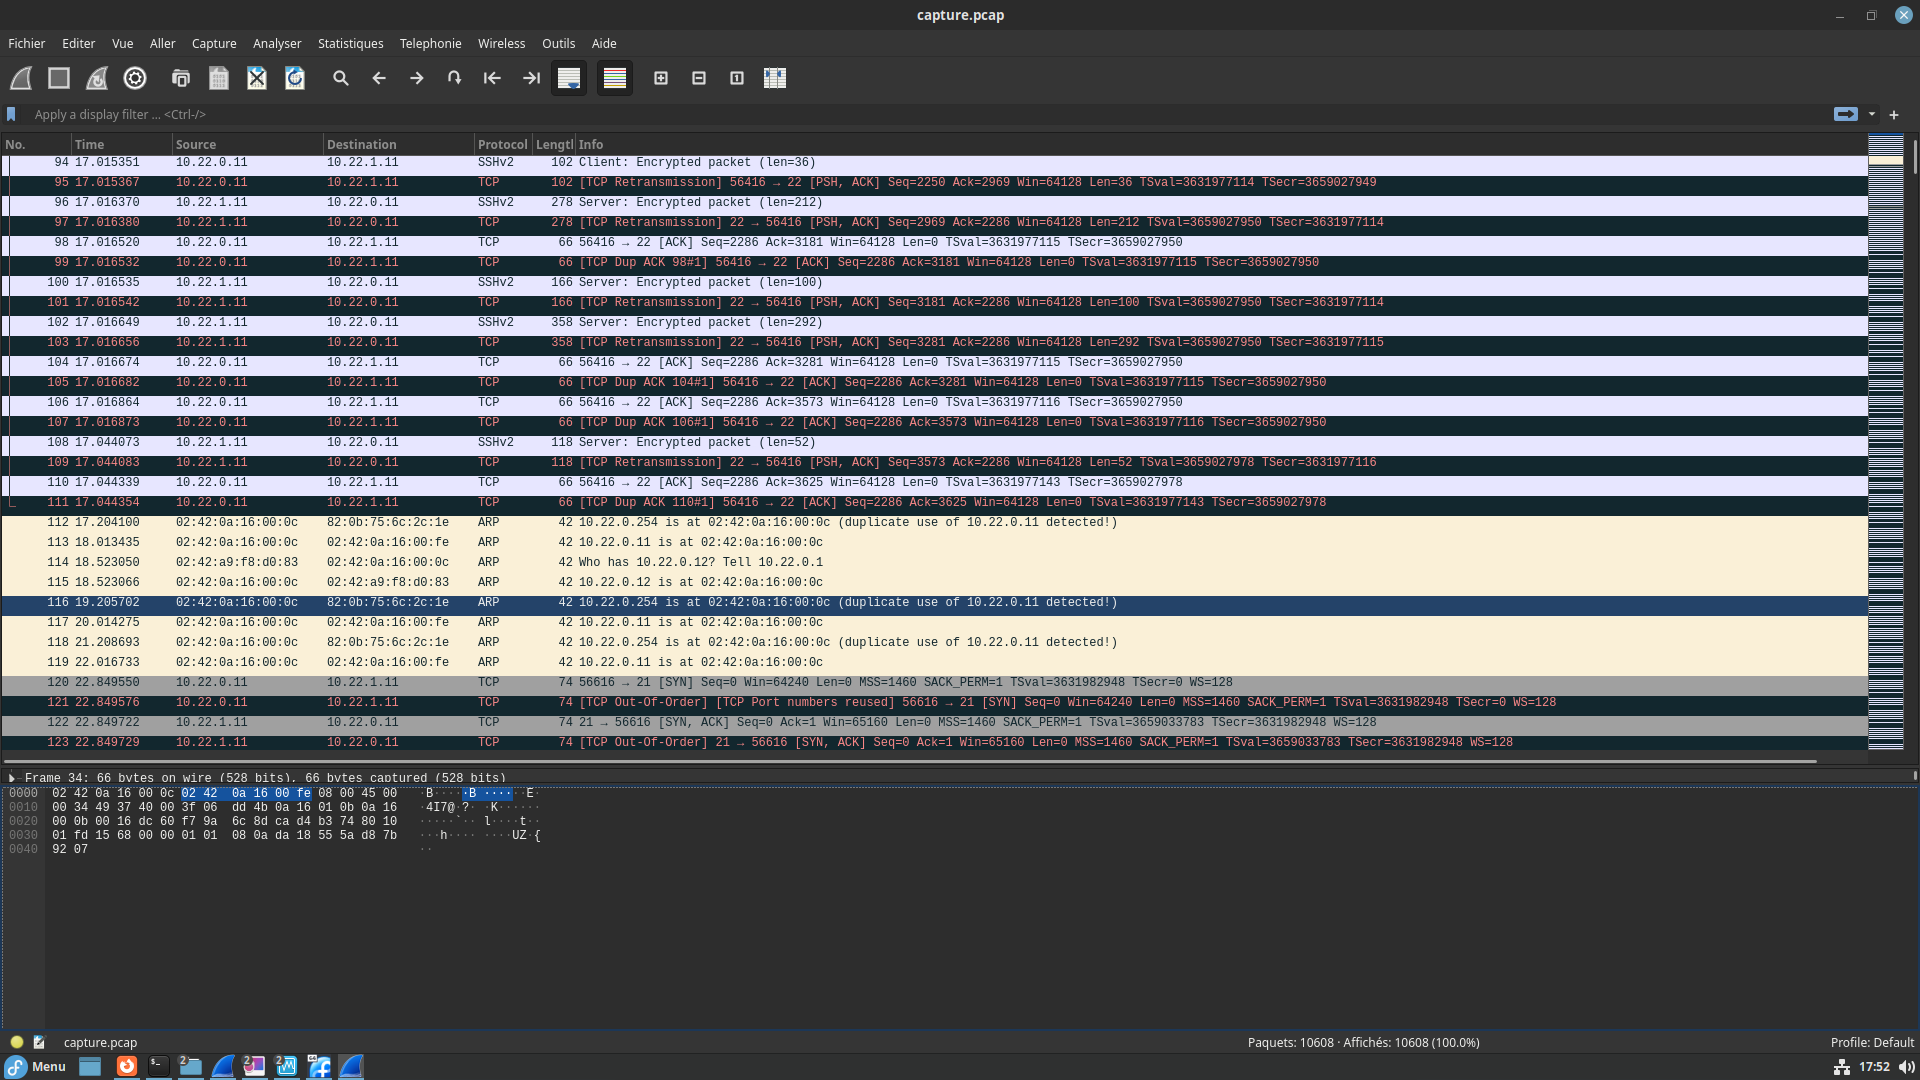 capture.pcap
Fichier Editer Vue Aller Capture Analyser Statistiques Telephonie Wireless Outils Aide
Apply a display filter ... <Ctrl-/>
No. Time Source Destination Protocol Lengtl Info
94 17.015351 10.22.0.11 10.22.1.11 SSHv2 102 Client: Encrypted packet (len=36)
95 17.015367 10.22.0.11 10.22.1.11 TCP 102 [TCP Retransmission] 56416 → 22 [PSH, ACK] Seq=2250 Ack=2969 Win=64128 Len=36 TSval=3631977114 TSecr=3659027949
96 17.016370 10.22.1.11 10.22.0.11 SSHv2 278 Server: Encrypted packet (len=212)
97 17.016380 10.22.1.11 10.22.0.11 TCP 278 [TCP Retransmission] 22 → 56416 [PSH, ACK] Seq=2969 Ack=2286 Win=64128 Len=212 TSval=3659027950 TSecr=3631977114
98 17.016520 10.22.0.11 10.22.1.11 TCP 66 56416 → 22 [ACK] Seq=2286 Ack=3181 Win=64128 Len=0 TSval=3631977115 TSecr=3659027950
99 17.016532 10.22.0.11 10.22.1.11 TCP 66 [TCP Dup ACK 98#1] 56416 → 22 [ACK] Seq=2286 Ack=3181 Win=64128 Len=0 TSval=3631977115 TSecr=3659027950
100 17.016535 10.22.1.11 10.22.0.11 SSHv2 166 Server: Encrypted packet (len=100)
101 17.016542 10.22.1.11 10.22.0.11 TCP 166 [TCP Retransmission] 22 → 56416 [PSH, ACK] Seq=3181 Ack=2286 Win=64128 Len=100 TSval=3659027950 TSecr=3631977114
102 17.016649 10.22.1.11 10.22.0.11 SSHv2 358 Server: Encrypted packet (len=292)
103 17.016656 10.22.1.11 10.22.0.11 TCP 358 [TCP Retransmission] 22 → 56416 [PSH, ACK] Seq=3281 Ack=2286 Win=64128 Len=292 TSval=3659027950 TSecr=3631977115
104 17.016674 10.22.0.11 10.22.1.11 TCP 66 56416 → 22 [ACK] Seq=2286 Ack=3281 Win=64128 Len=0 TSval=3631977115 TSecr=3659027950
105 17.016682 10.22.0.11 10.22.1.11 TCP 66 [TCP Dup ACK 104#1] 56416 → 22 [ACK] Seq=2286 Ack=3281 Win=64128 Len=0 TSval=3631977115 TSecr=3659027950
106 17.016864 10.22.0.11 10.22.1.11 TCP 66 56416 → 22 [ACK] Seq=2286 Ack=3573 Win=64128 Len=0 TSval=3631977116 TSecr=3659027950
107 17.016873 10.22.0.11 10.22.1.11 TCP 66 [TCP Dup ACK 106#1] 56416 → 22 [ACK] Seq=2286 Ack=3573 Win=64128 Len=0 TSval=3631977116 TSecr=3659027950
108 17.044073 10.22.1.11 10.22.0.11 SSHv2 118 Server: Encrypted packet (len=52)
109 17.044083 10.22.1.11 10.22.0.11 TCP 118 [TCP Retransmission] 22 → 56416 [PSH, ACK] Seq=3573 Ack=2286 Win=64128 Len=52 TSval=3659027978 TSecr=3631977116
110 17.044339 10.22.0.11 10.22.1.11 TCP 66 56416 → 22 [ACK] Seq=2286 Ack=3625 Win=64128 Len=0 TSval=3631977143 TSecr=3659027978
111 17.044354 10.22.0.11 10.22.1.11 TCP 66 [TCP Dup ACK 110#1] 56416 → 22 [ACK] Seq=2286 Ack=3625 Win=64128 Len=0 TSval=3631977143 TSecr=3659027978
112 17.204100 02:42:0a:16:00:0c 82:0b:75:6c:2c:1e ARP 42 10.22.0.254 is at 02:42:0a:16:00:0c (duplicate use of 10.22.0.11 detected!)
113 18.013435 02:42:0a:16:00:0c 02:42:0a:16:00:fe ARP 42 10.22.0.11 is at 02:42:0a:16:00:0c
114 18.523050 02:42:a9:f8:d0:83 02:42:0a:16:00:0c ARP 42 Who has 10.22.0.12? Tell 10.22.0.1
115 18.523066 02:42:0a:16:00:0c 02:42:a9:f8:d0:83 ARP 42 10.22.0.12 is at 02:42:0a:16:00:0c
116 19.205702 02:42:0a:16:00:0c 82:0b:75:6c:2c:1e ARP 42 10.22.0.254 is at 02:42:0a:16:00:0c (duplicate use of 10.22.0.11 detected!)
117 20.014275 02:42:0a:16:00:0c 02:42:0a:16:00:fe ARP 42 10.22.0.11 is at 02:42:0a:16:00:0c
118 21.208693 02:42:0a:16:00:0c 82:0b:75:6c:2c:1e ARP 42 10.22.0.254 is at 02:42:0a:16:00:0c (duplicate use of 10.22.0.11 detected!)
119 22.016733 02:42:0a:16:00:0c 02:42:0a:16:00:fe ARP 42 10.22.0.11 is at 02:42:0a:16:00:0c
120 22.849550 10.22.0.11 10.22.1.11 TCP 74 56616 → 21 [SYN] Seq=0 Win=64240 Len=0 MSS=1460 SACK_PERM=1 TSval=3631982948 TSecr=0 WS=128
121 22.849576 10.22.0.11 10.22.1.11 TCP 74 [TCP Out-Of-Order] [TCP Port numbers reused] 56616 → 21 [SYN] Seq=0 Win=64240 Len=0 MSS=1460 SACK_PERM=1 TSval=3631982948 TSecr=0 WS=128
122 22.849722 10.22.1.11 10.22.0.11 TCP 74 21 → 56616 [SYN, ACK] Seq=0 Ack=1 Win=65160 Len=0 MSS=1460 SACK_PERM=1 TSval=3659033783 TSecr=3631982948 WS=128
123 22.849729 10.22.1.11 10.22.0.11 TCP 74 [TCP Out-Of-Order] 21 → 56616 [SYN, ACK] Seq=0 Ack=1 Win=65160 Len=0 MSS=1460 SACK_PERM=1 TSval=3659033783 TSecr=3631982948 WS=128
Frame 34: 66 bytes on wire (528 bits), 66 bytes captured (528 bits)
0000 02 42 0a 16 00 0c 02 42 0a 16 00 fe 08 00 45 00 ·B·····B ······E·
0010 00 34 49 37 40 00 3f 06 dd 4b 0a 16 01 0b 0a 16 ·4I7@·?· ·K······
0020 00 0b 00 16 dc 60 f7 9a 6c 8d ca d4 b3 74 80 10 ·····`·· l····t··
0030 01 fd 15 68 00 00 01 01 08 0a da 18 55 5a d8 7b ···h···· ····UZ·{
0040 92 07 ··
capture.pcap
Paquets: 10608 · Affichés: 10608 (100.0%)
Profile: Default
Menu
2
2
2
64
17:52